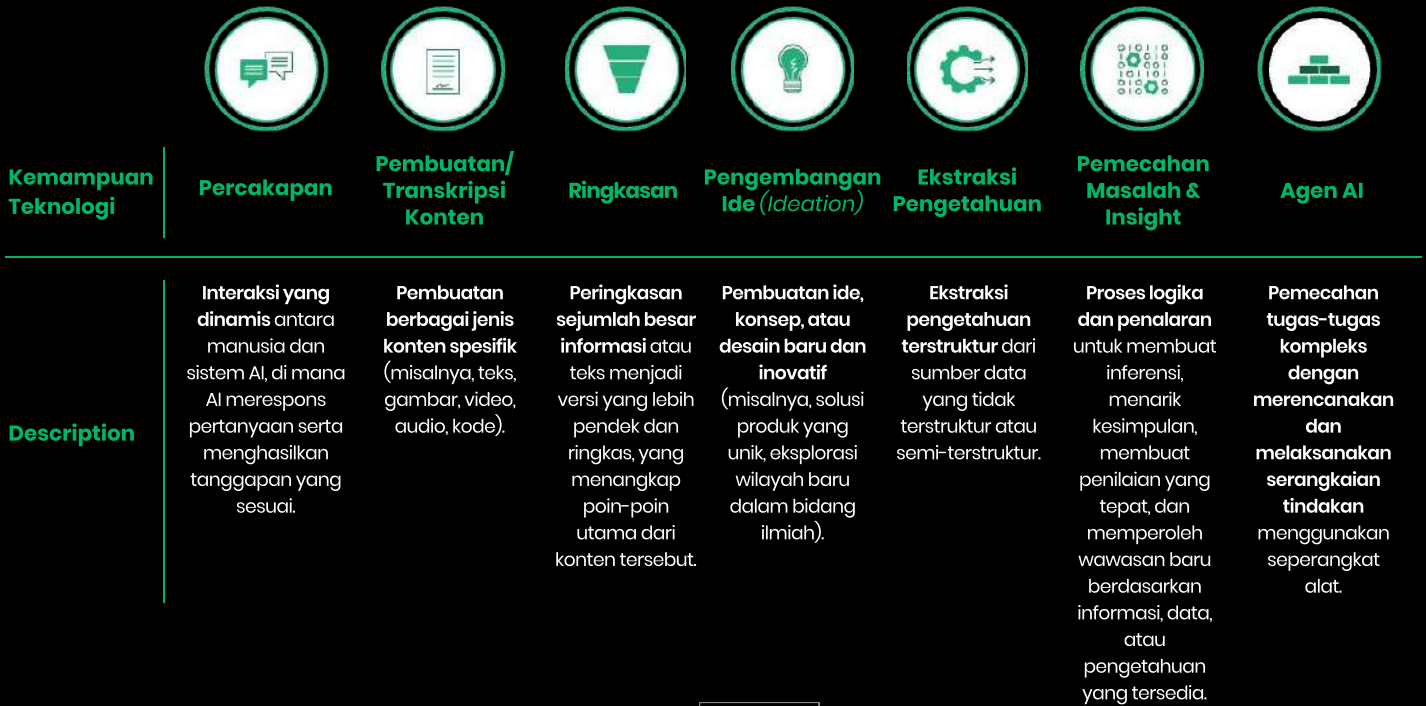 Kemampuan
Teknologi
Percakapan
Pembuatan/
Transkripsi
Konten
Ringkasan
Pengembangan
Ide (Ideation)
Ekstraksi
Pengetahuan
Pemecahan
Masalah &
Insight
Agen AI
Description
Interaksi yang
dinamis antara
manusia dan
sistem AI, di mana
AI merespons
pertanyaan serta
menghasilkan
tanggapan yang
sesuai.
Pembuatan
berbagai jenis
konten spesifik
(misalnya, teks,
gambar, video,
audio, kode).
Peringkasan
sejumlah besar
informasi atau
teks menjadi
versi yang lebih
pendek dan
ringkas, yang
menangkap
poin-poin
utama dari
konten tersebut.
Pembuatan ide,
konsep, atau
desain baru dan
inovatif
(misalnya, solusi
produk yang
unik, eksplorasi
wilayah baru
dalam bidang
ilmiah).
Ekstraksi
pengetahuan
terstruktur dari
sumber data
yang tidak
terstruktur atau
semi-terstruktur.
Proses logika
dan penalaran
untuk membuat
inferensi,
menarik
kesimpulan,
membuat
penilaian yang
tepat, dan
memperoleh
wawasan baru
berdasarkan
informasi, data,
atau
pengetahuan
yang tersedia.
Pemecahan
tugas-tugas
kompleks
dengan
merencanakan
dan
melaksanakan
serangkaian
tindakan
menggunakan
seperangkat
alat.